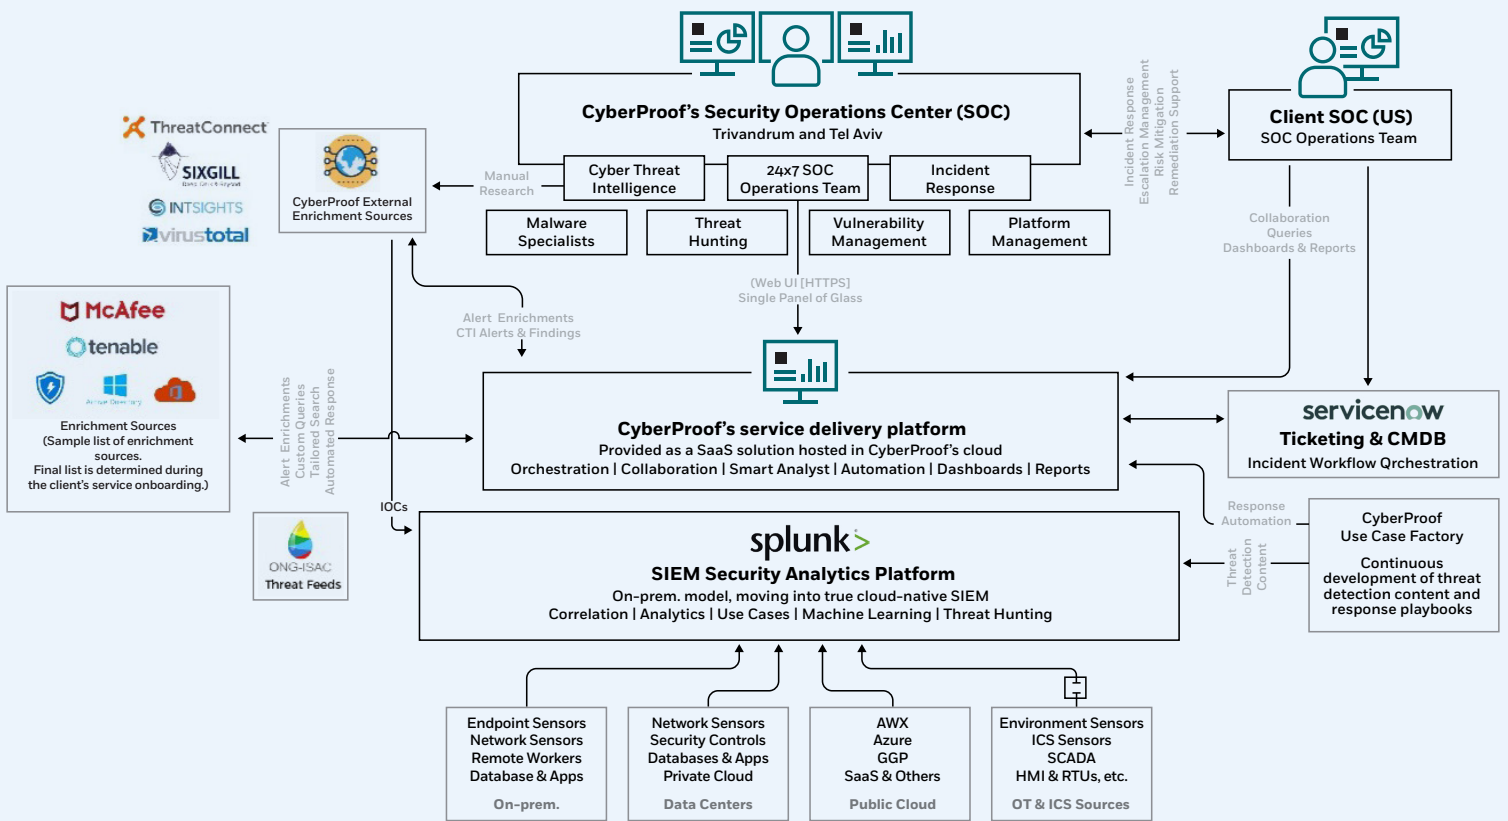 CyberProof's Security Operations Center (SOC)
Trivandrum and Tel Aviv
Cyber Threat
Intelligence
24x7 SOC
Operations Team
Incident
Response
Malware
Specialists
Threat
Hunting
Vulnerability
Management
Platform
Management
Incident Response
Escalation Management
Risk Mitigation
Remediation Support
Client SOC (US)
SOC Operations Team
ThreatConnect
SIXGILL
INTSIGHTS
virustotal
CyberProof External
Enrichment Sources
Manual
Research
Collaboration
Queries
Dashboards & Reports
(Web UI [HTTPS]
Single Panel of Glass
Alert Enrichments
CTI Alerts & Findings
McAfee
tenable
Active Directory
Enrichment Sources
(Sample list of enrichment
sources.
Final list is determined during
the client's service onboarding.)
Alert Enrichments
Custom Queries
Tailored Search
Automated Response
CyberProof's service delivery platform
Provided as a SaaS solution hosted in CyberProof's cloud
Orchestration | Collaboration | Smart Analyst | Automation | Dashboards | Reports
servicenow
Ticketing & CMDB
Incident Workflow Qrchestration
IOCs
ONG-ISAC
Threat Feeds
splunk>
SIEM Security Analytics Platform
On-prem. model, moving into true cloud-native SIEM
Correlation | Analytics | Use Cases | Machine Learning | Threat Hunting
Response
Automation
Threat
Detection
Content
CyberProof
Use Case Factory
Continuous
development of threat
detection content and
response playbooks
Endpoint Sensors
Network Sensors
Remote Workers
Database & Apps
On-prem.
Network Sensors
Security Controls
Databases & Apps
Private Cloud
Data Centers
AWX
Azure
GGP
SaaS & Others
Public Cloud
Environment Sensors
ICS Sensors
SCADA
HMI & RTUs, etc.
OT & ICS Sources